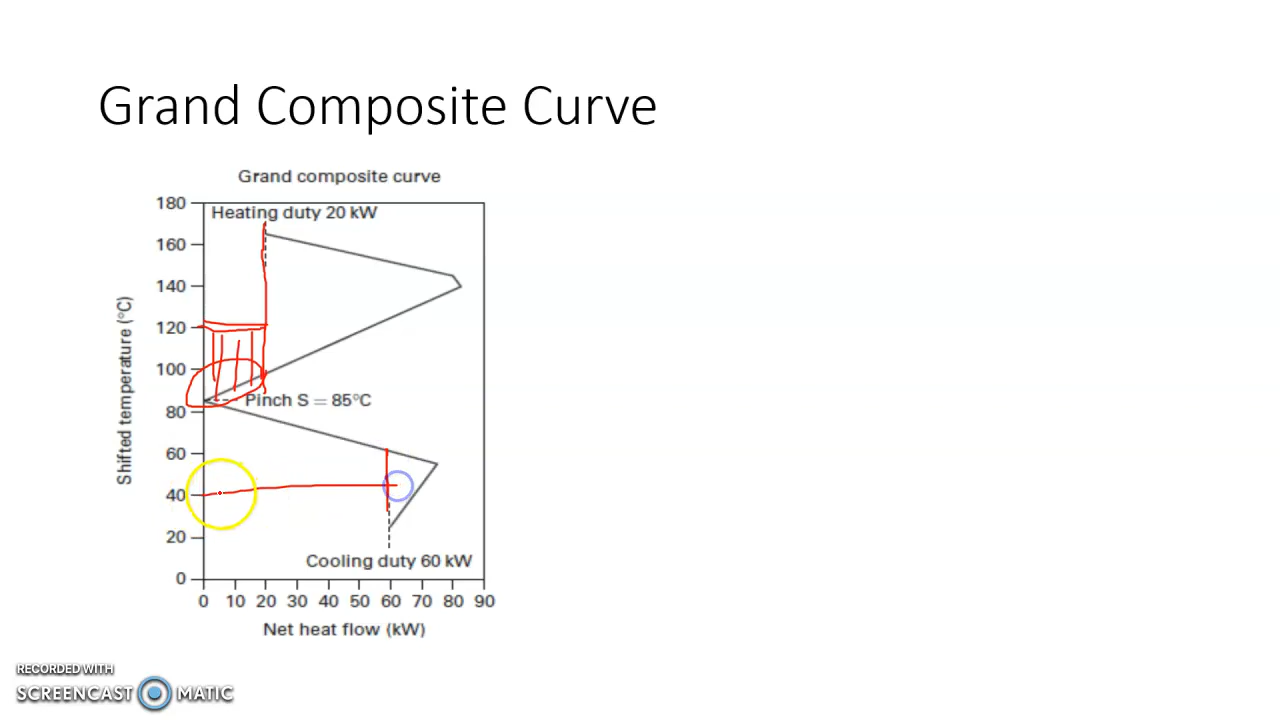 Grand Composite Curve
Grand composite curve
180
Heating duty 20 kW
160
140
120
100
Pinch S = 85°C
80
60
40
20
Cooling duty 60 kW
0
0 10 20 30 40 50 60 70 80 90
Shifted temperature (°C)
Net heat flow (kW)
RECORDED WITH
SCREENCAST MATIC